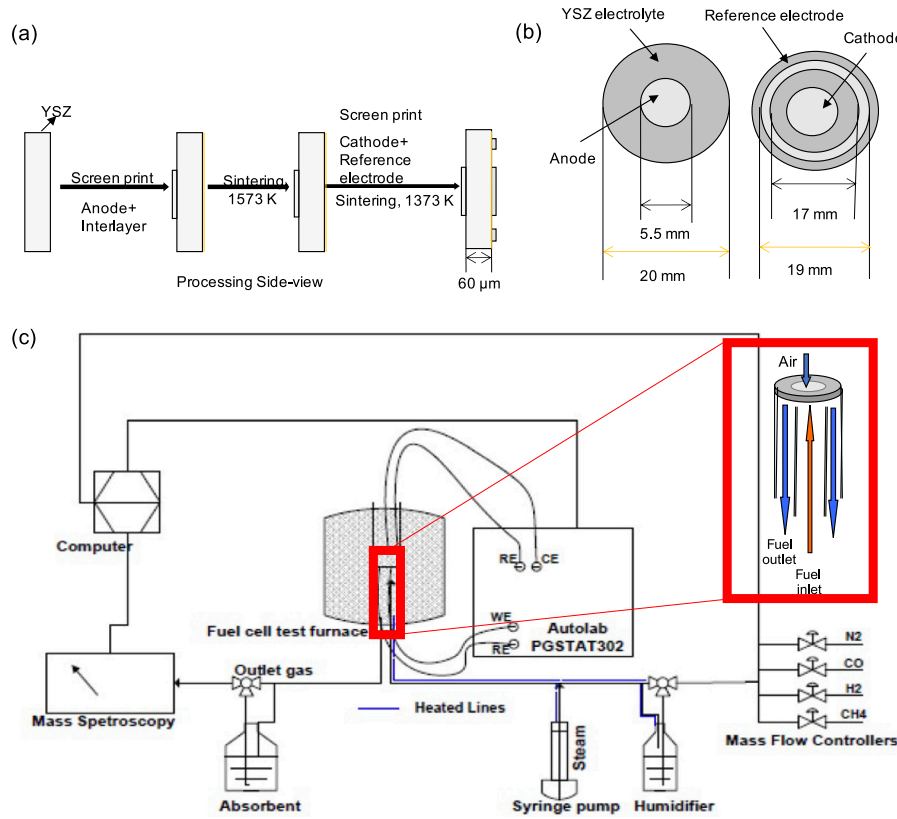 (a)
YSZ
Screen print
Anode+
Interlayer
Sintering
1573 K
Screen print
Cathode+
Reference
electrode
Sintering, 1373 K
60 μm
Processing Side-view
(b)
YSZ electrolyte
Reference electrode
Cathode
Anode
5.5 mm
20 mm
17 mm
19 mm
(c)
Air
Fuel
outlet
Fuel
inlet
Computer
RE
CE
WE
RE
Autolab
PGSTAT302
Fuel cell test furnace
Outlet gas
Mass Spetroscopy
Heated Lines
Absorbent
Steam
Syringe pump
Humidifier
N2
CO
H2
CH4
Mass Flow Controllers